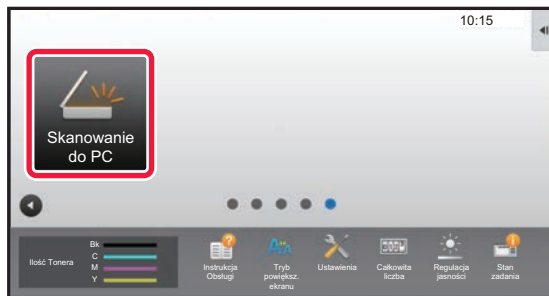 10:15
Skanowanie
do PC
Ilość Tonera
Bk
C
M
Y
Instrukcja
Obsługi
Tryb
powiększ.
ekranu
Ustawienia
Całkowita
liczba
Regulacja
jasności
Stan
zadania